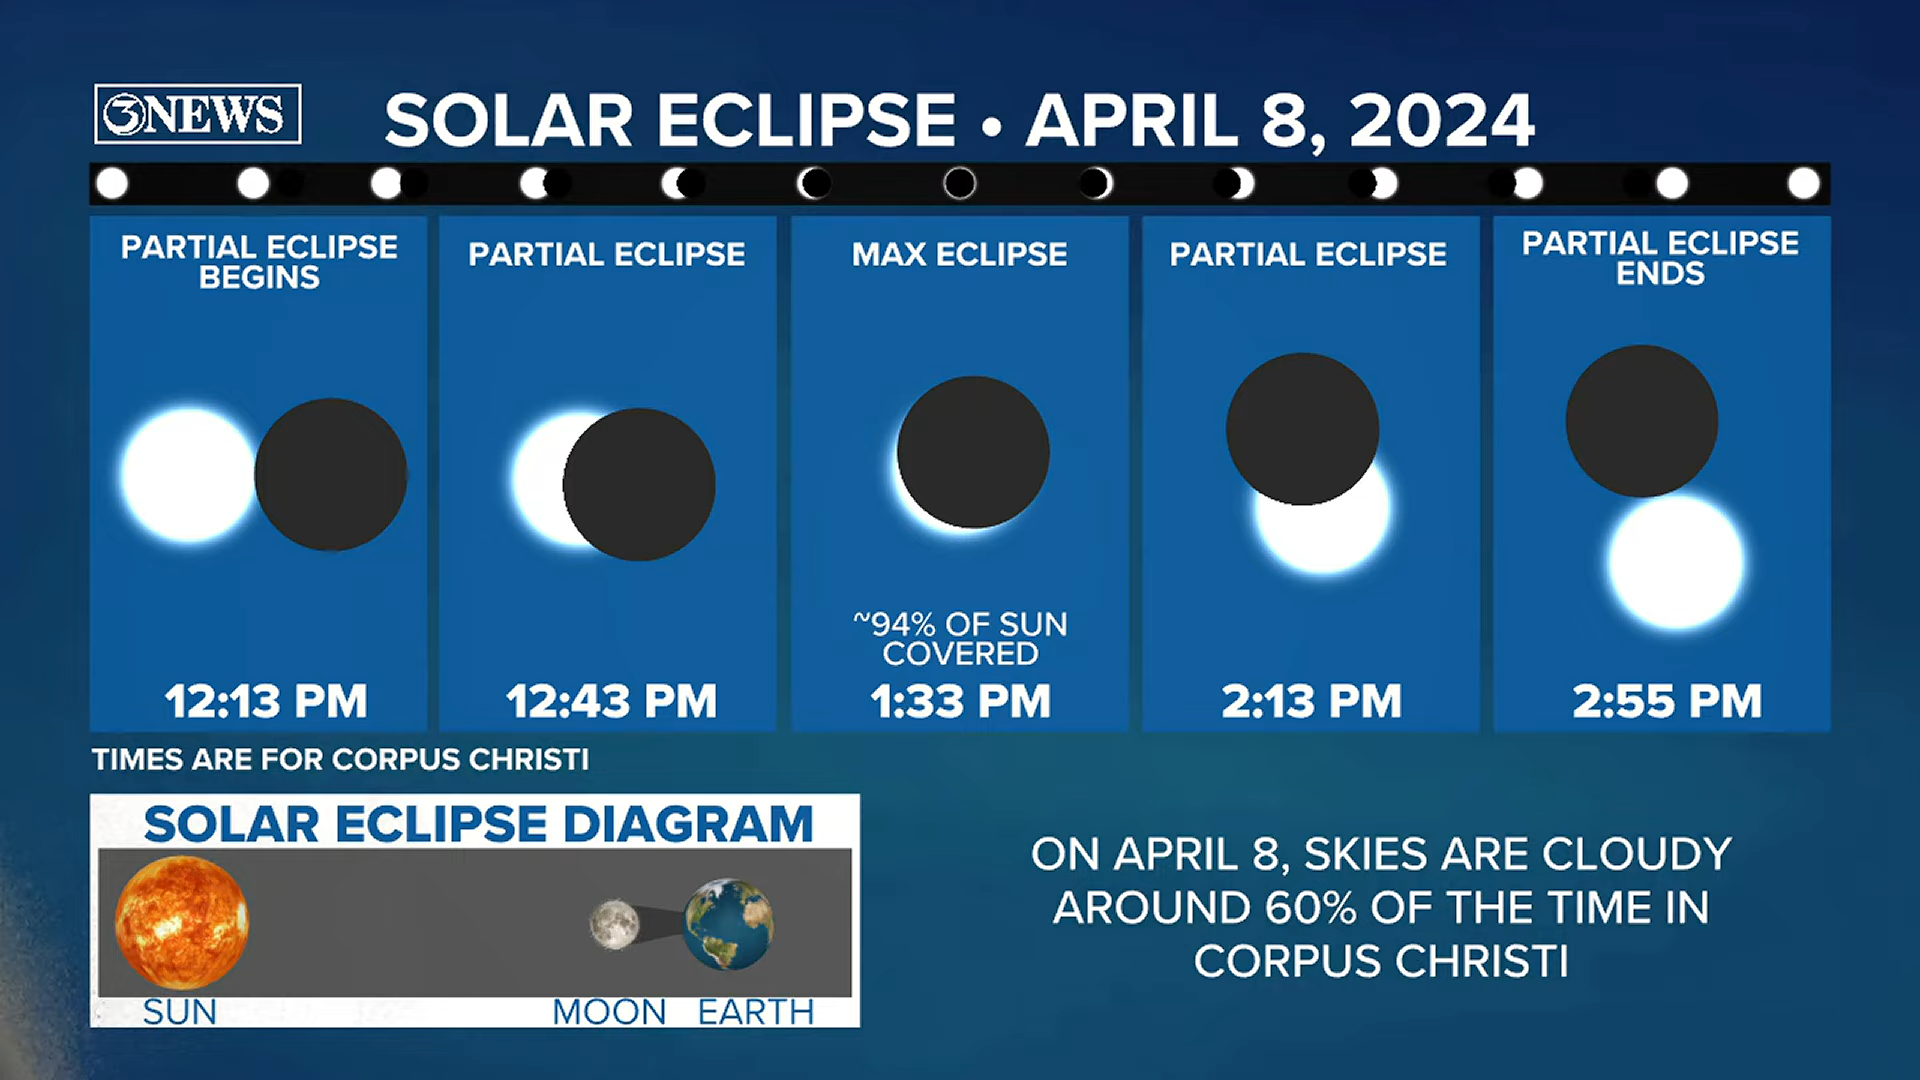 3NEWS
SOLAR ECLIPSE • APRIL 8, 2024
PARTIAL ECLIPSE
BEGINS
12:13 PM
PARTIAL ECLIPSE
12:43 PM
MAX ECLIPSE
~94% OF SUN
COVERED
1:33 PM
PARTIAL ECLIPSE
2:13 PM
PARTIAL ECLIPSE
ENDS
2:55 PM
TIMES ARE FOR CORPUS CHRISTI
SOLAR ECLIPSE DIAGRAM
SUN
MOON
EARTH
ON APRIL 8, SKIES ARE CLOUDY
AROUND 60% OF THE TIME IN
CORPUS CHRISTI